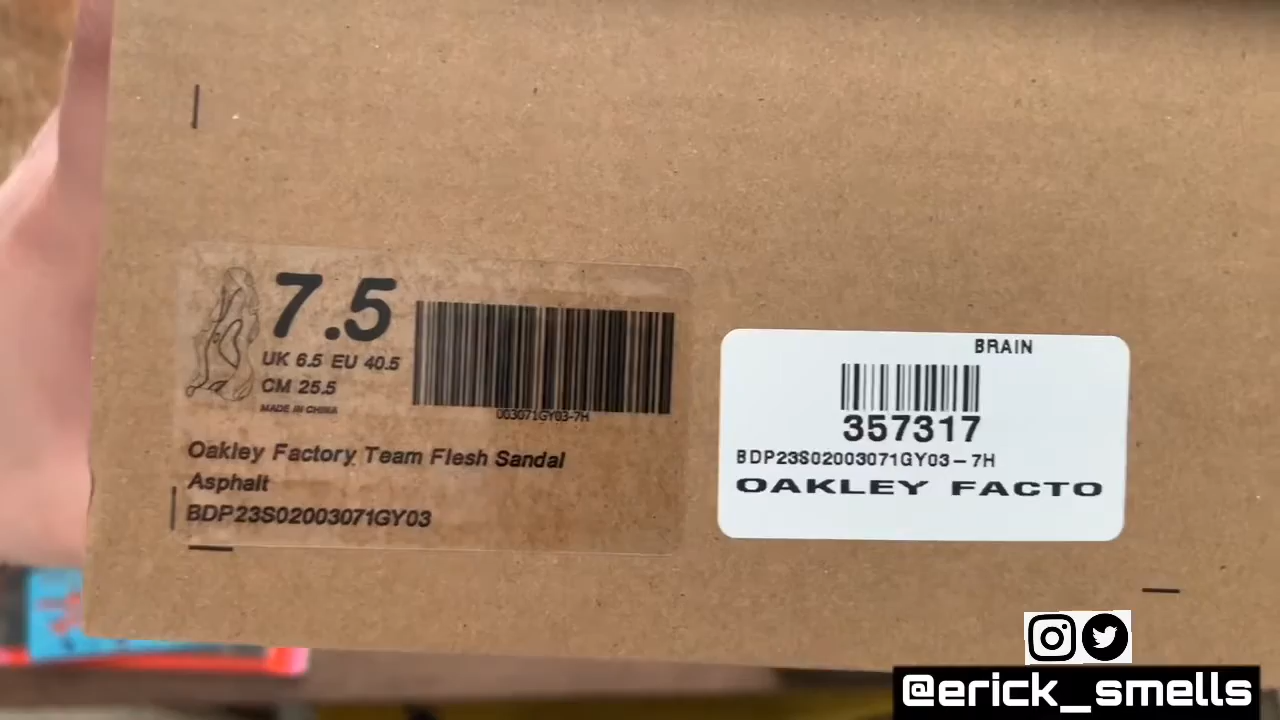 7.5
UK 6.5 EU 40.5
CM 25.5
MADE IN CHINA
003071GY03-7H
Oakley Factory Team Flesh Sandal
Asphalt
BDP23S02003071GY03
BRAIN
357317
BDP23S02003071GY03-7H
OAKLEY FACTO
@erick_smells